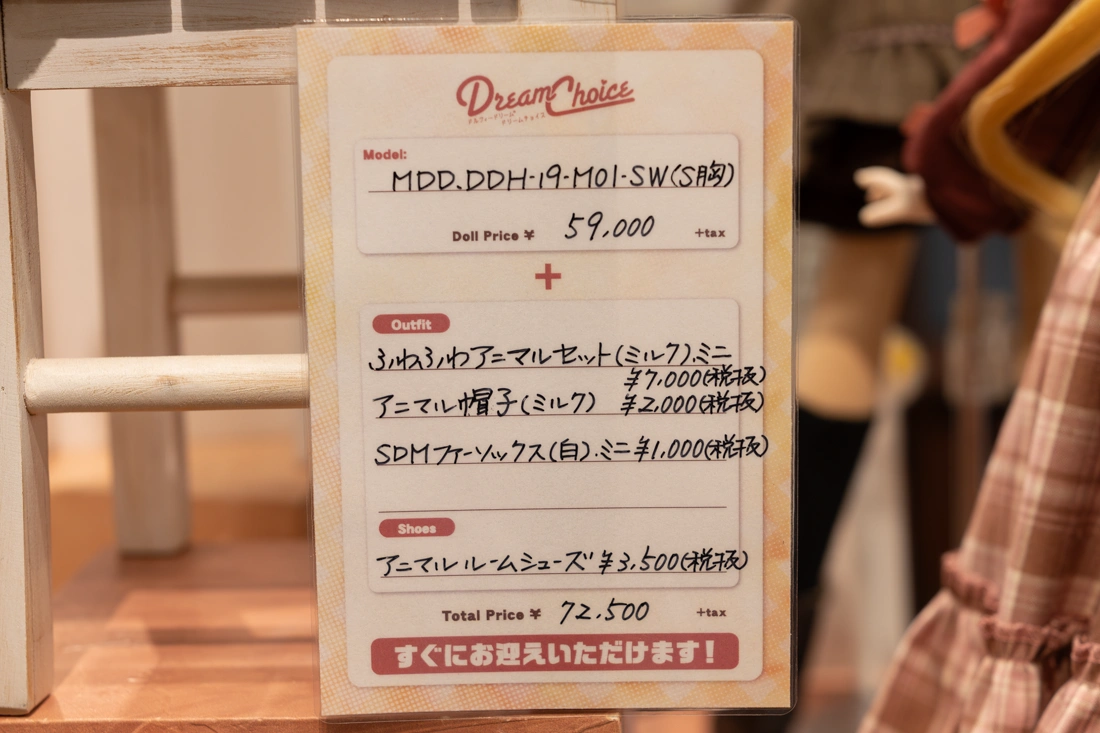 DreamChoice
ドルフィードリーム®
ドリームチョイス
Model:
MDD.DDH-19-M01-SW(S胸)
Doll Price ¥ 59,000 +tax
+
Outfit
ふわふわアニマルセット(ミルク).ミニ
¥7,000(税抜)
アニマル帽子(ミルク) ¥2,000(税抜)
SDMファーソックス(白).ミニ ¥1,000(税抜)
Shoes
アニマルルームシューズ ¥3,500(税抜)
Total Price ¥ 72,500 +tax
すぐにお迎えいただけます!